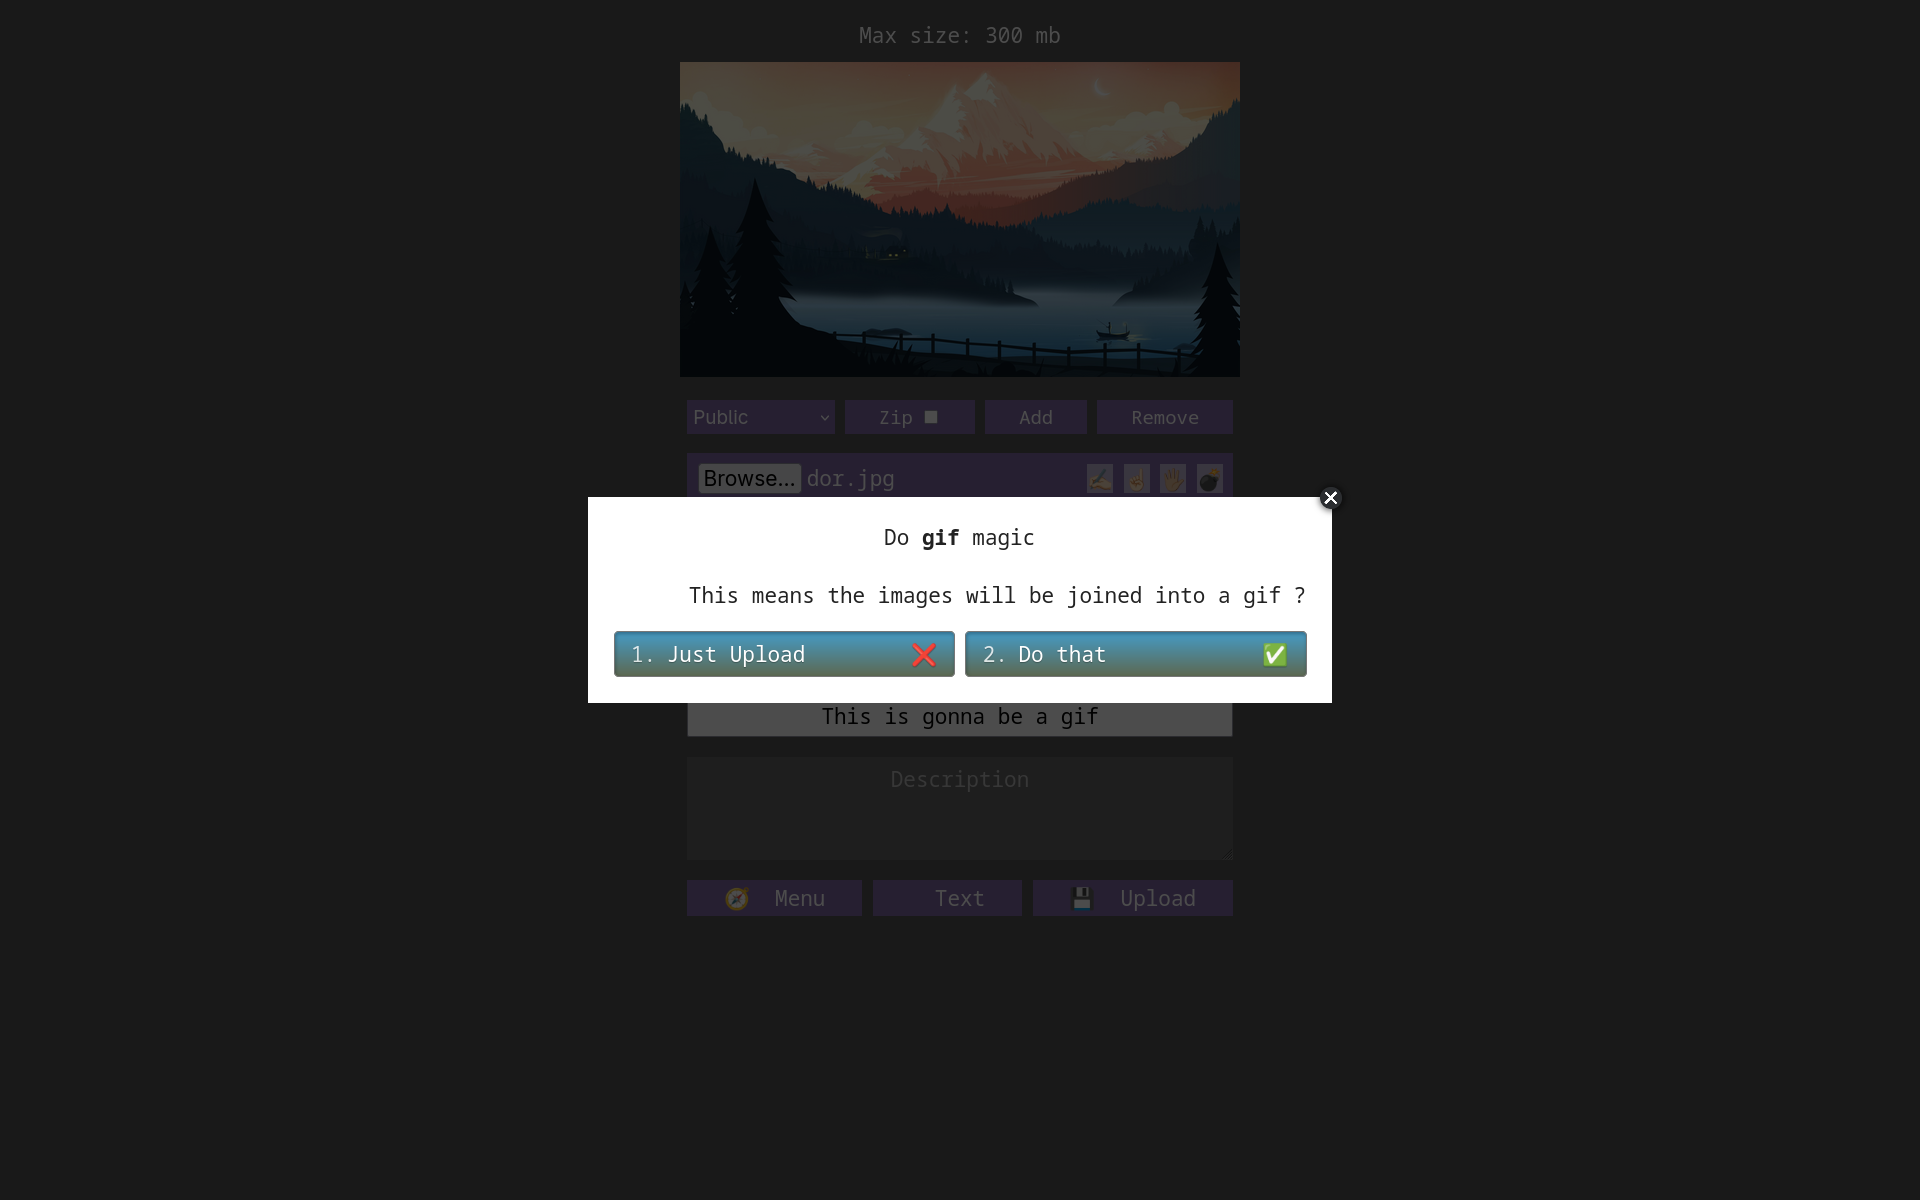 Max size: 300 mb
Public Zip Add Remove
Browse... dor.jpg
Do gif magic
This means the images will be joined into a gif ?
1. Just Upload 2. Do that
This is gonna be a gif
Description
Menu Text Upload